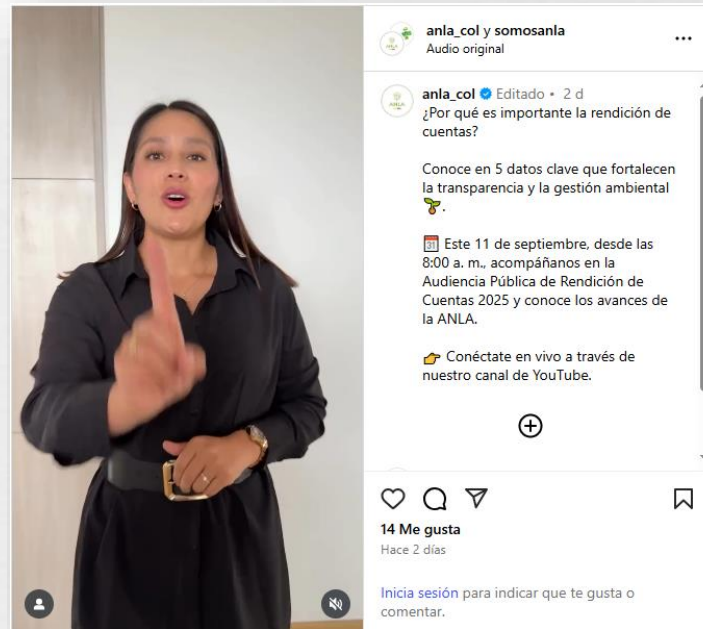 anla_col y somosanla
Audio original
anla_col Editado • 2 d
¿Por qué es importante la rendición de
cuentas?
Conoce en 5 datos clave que fortalecen
la transparencia y la gestión ambiental
🌱.
📅 Este 11 de septiembre, desde las
8:00 a. m., acompáñanos en la
Audiencia Pública de Rendición de
Cuentas 2025 y conoce los avances de
la ANLA.
👉 Conéctate en vivo a través de
nuestro canal de YouTube.
14 Me gusta
Hace 2 días
Inicia sesión para indicar que te gusta o
comentar.